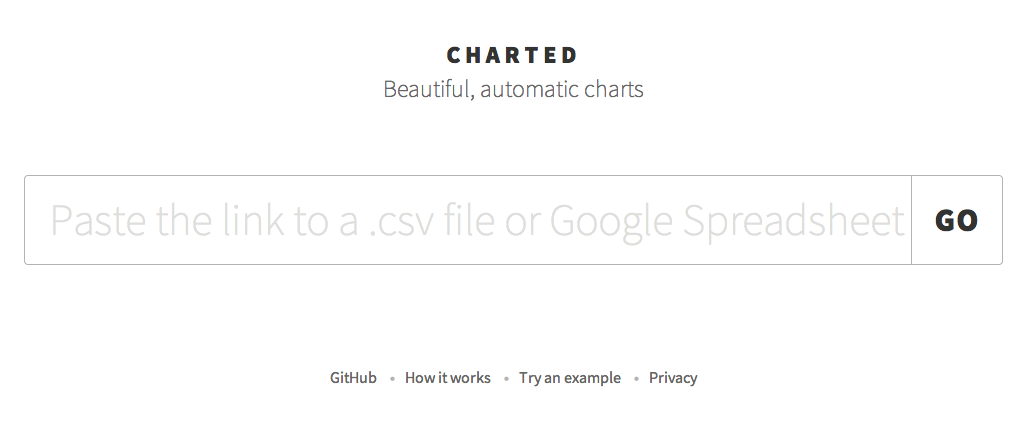 CHARTED
Beautiful, automatic charts
Paste the link to a .csv file or Google Spreadsheet
GO
GitHub • How it works • Try an example • Privacy